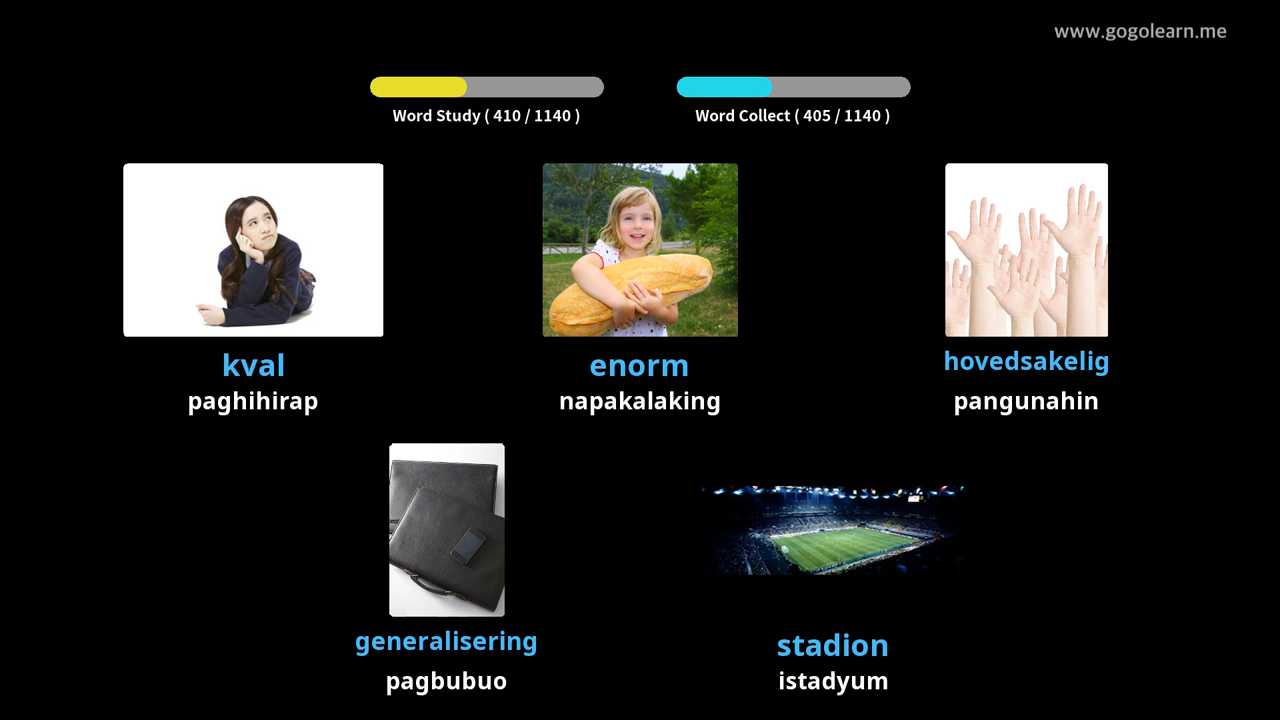 www.gogolearn.me
Word Study ( 410 / 1140 )
Word Collect ( 405 / 1140 )
kval
paghihirap
enorm
napakalaking
hovedsakelig
pangunahin
generalisering
pagbubuo
stadion
istadyum